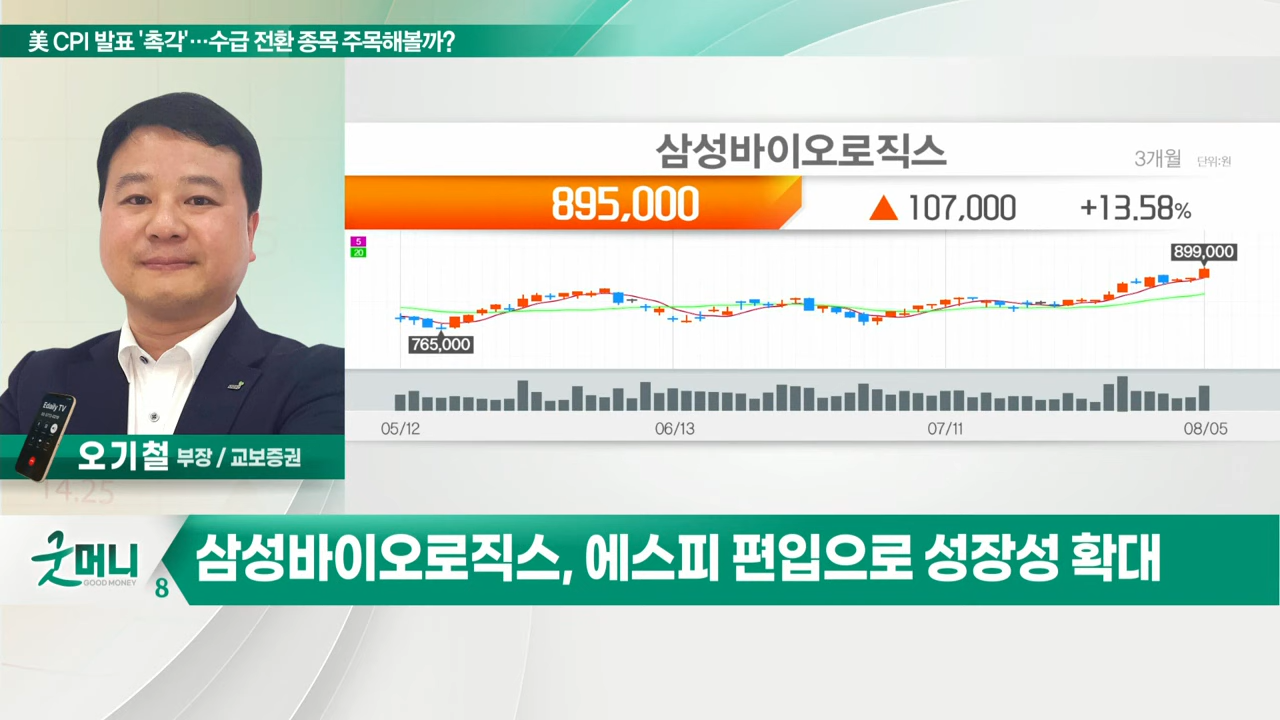 美 CPI 발표 '촉각'…수급 전환 종목 주목해볼까?
삼성바이오로직스
3개월 단위:원
895,000 ▲ 107,000 +13.58%
5
20
899,000
765,000
05/12 06/13 07/11 08/05
Edaily TV
오기철 부장 / 교보증권
14.25
굿머니
GOOD MONEY
8
삼성바이오로직스, 에스피 편입으로 성장성 확대